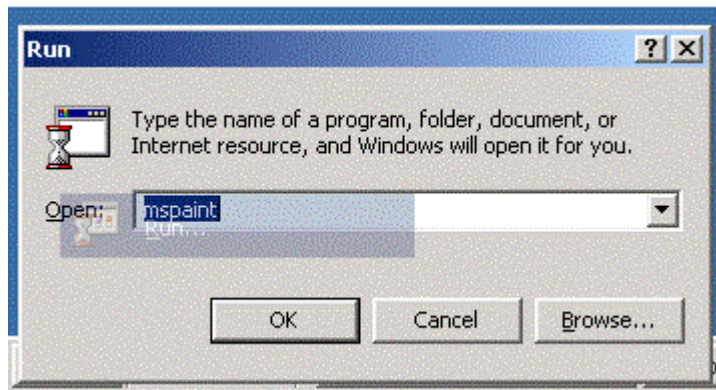 Run
Type the name of a program, folder, document, or
Internet resource, and Windows will open it for you.
Open: mspaint
Run...
OK Cancel Browse...